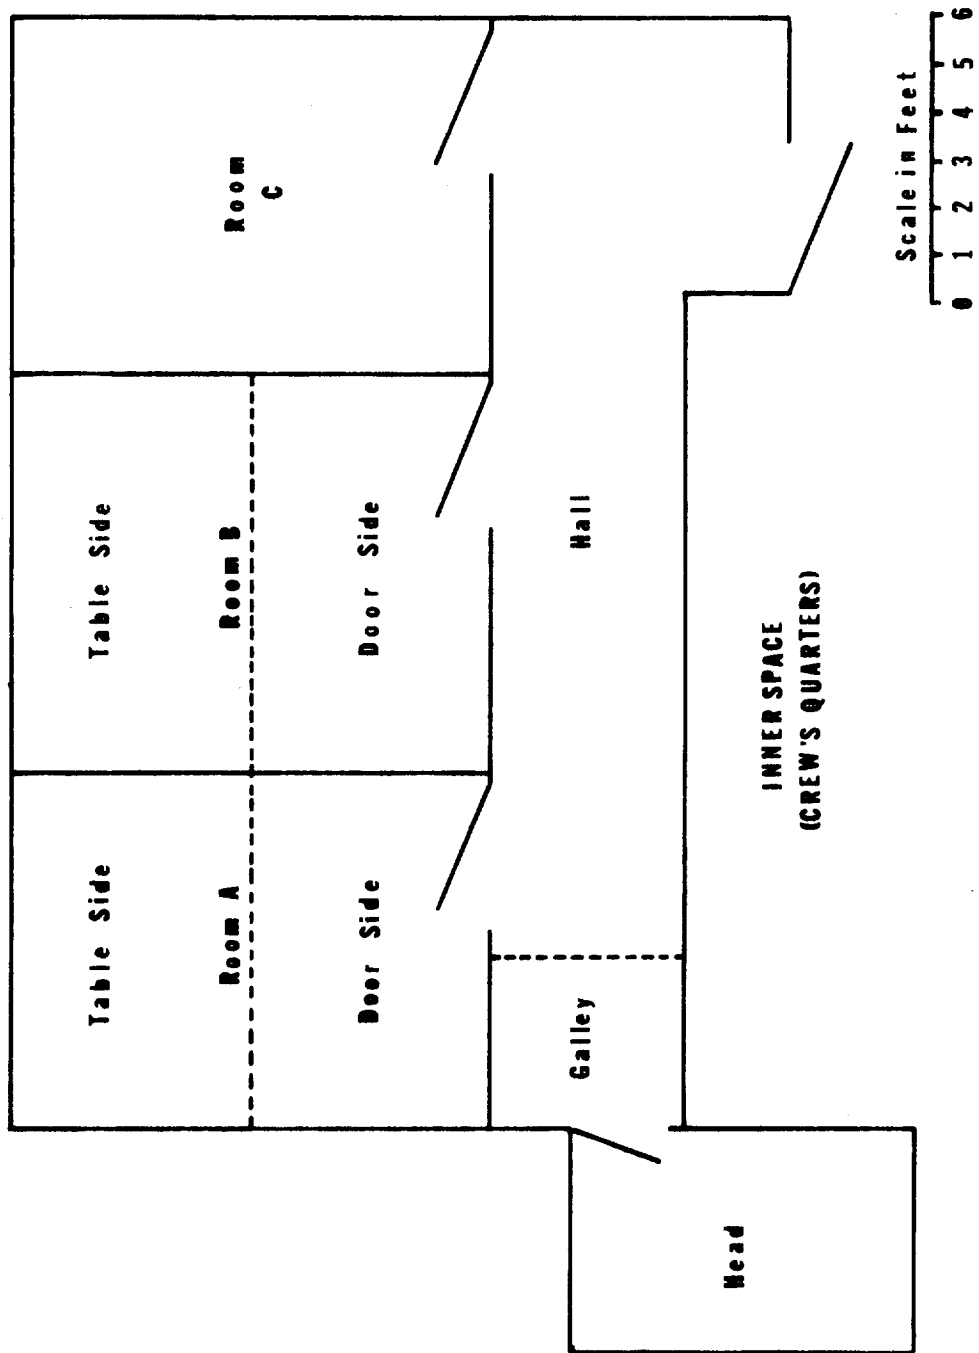 Table Side
Room A
Door Side
Table Side
Room B
Door Side
Room
C
Galley
Hall
Head
INNER SPACE
(CREW'S QUARTERS)
Scale in Feet
0 1 2 3 4 5 6